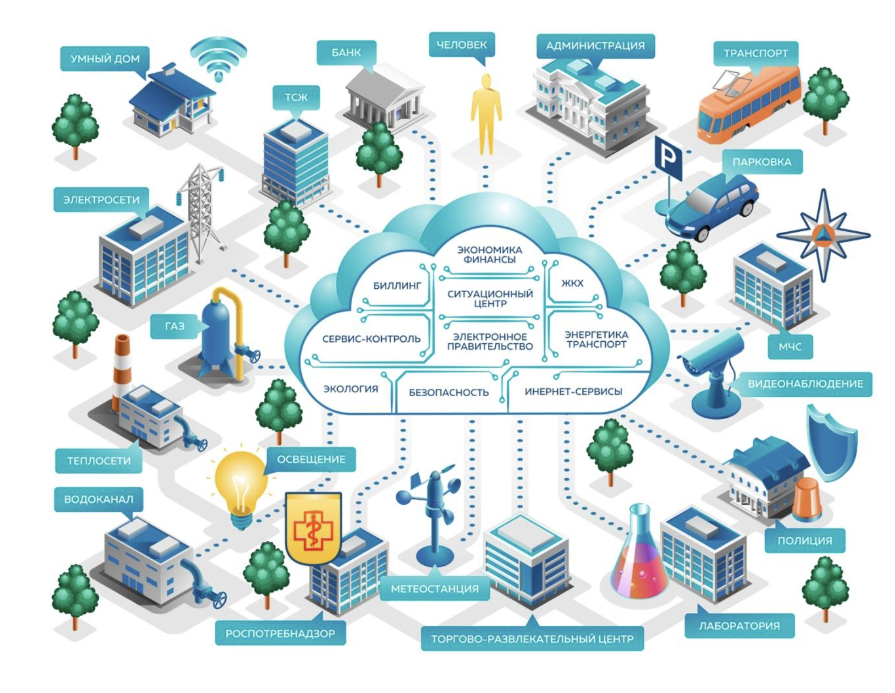 УМНЫЙ ДОМ
БАНК
ЧЕЛОВЕК
АДМИНИСТРАЦИЯ
ТРАНСПОРТ
ТСЖ
P
ПАРКОВКА
ЭЛЕКТРОСЕТИ
ЭКОНОМИКА
ФИНАНСЫ
БИЛЛИНГ
СИТУАЦИОННЫЙ
ЦЕНТР
ЖКХ
ГАЗ
СЕРВИС-КОНТРОЛЬ
ЭЛЕКТРОННОЕ
ПРАВИТЕЛЬСТВО
ЭНЕРГЕТИКА
ТРАНСПОРТ
МЧС
ЭКОЛОГИЯ
БЕЗОПАСНОСТЬ
ИНЕРНЕТ-СЕРВИСЫ
ВИДЕОНАБЛЮДЕНИЕ
ТЕПЛОСЕТИ
ОСВЕЩЕНИЕ
ВОДОКАНАЛ
ПОЛИЦИЯ
МЕТЕОСТАНЦИЯ
РОСПОТРЕБНАДЗОР
ТОРГОВО-РАЗВЛЕКАТЕЛЬНЫЙ ЦЕНТР
ЛАБОРАТОРИЯ